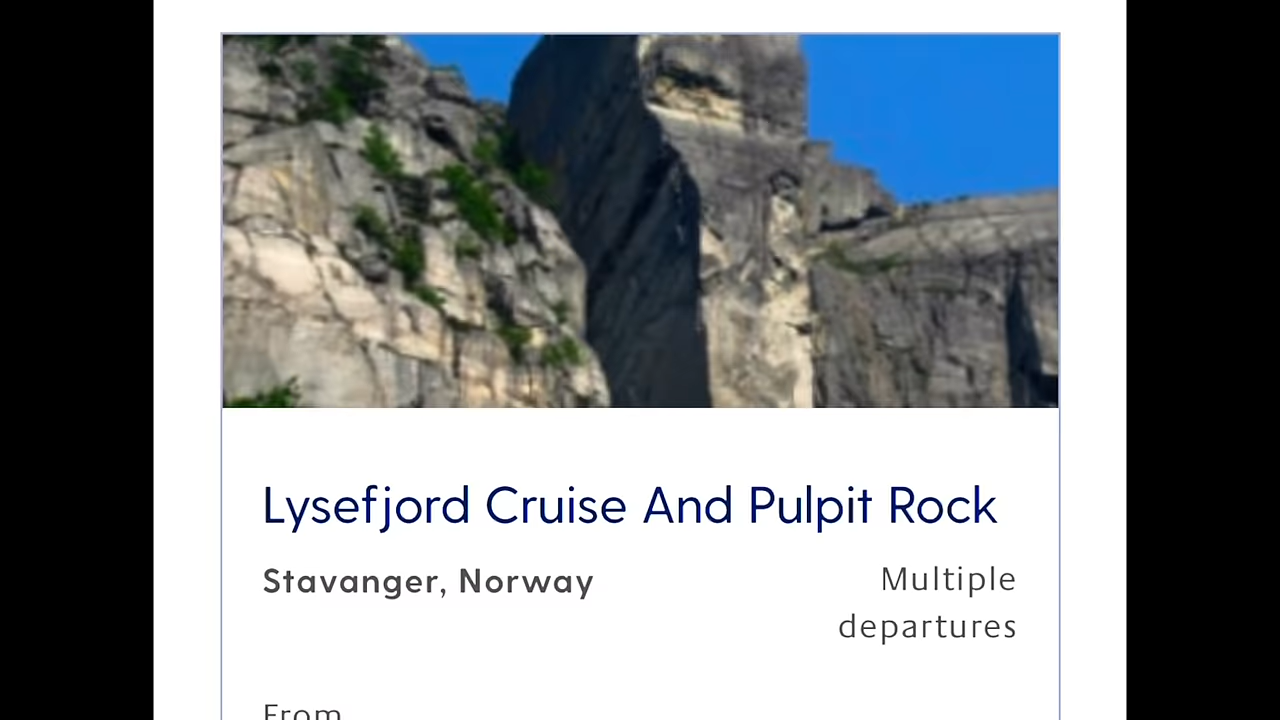 Lysefjord Cruise And Pulpit Rock
Stavanger, Norway
Multiple
departures
From